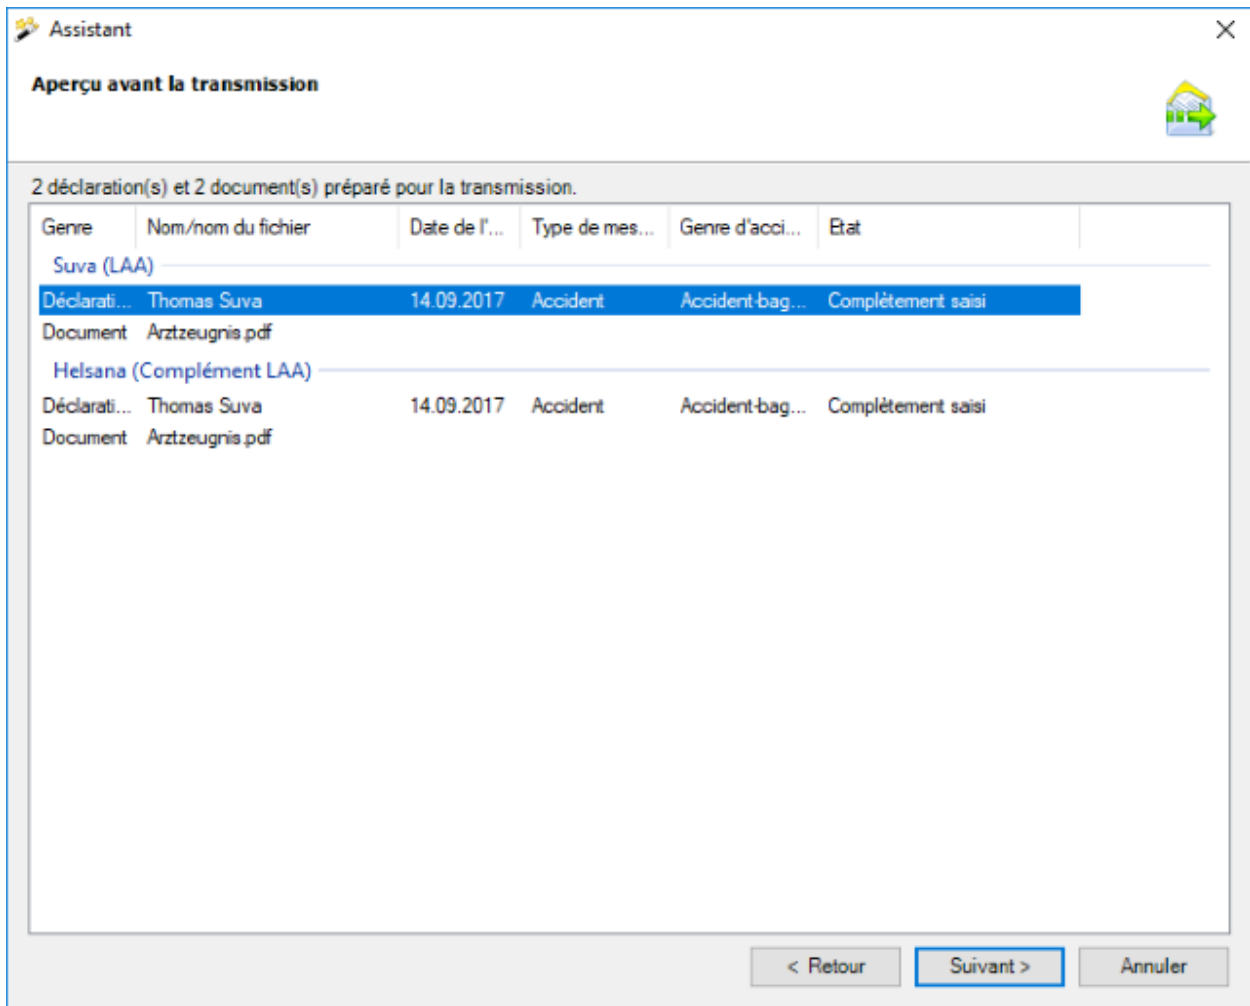 Assistant
Aperçu avant la transmission
2 déclaration(s) et 2 document(s) préparé pour la transmission.
Genre Nom/nom du fichier Date de l'... Type de mes... Genre d'acci... Etat
Suva (LAA)
Déclarati... Thomas Suva 14.09.2017 Accident Accident-bag... Complètement saisi
Document Arztzeugnis.pdf
Helsana (Complément LAA)
Déclarati... Thomas Suva 14.09.2017 Accident Accident-bag... Complètement saisi
Document Arztzeugnis.pdf
< Retour Suivant > Annuler